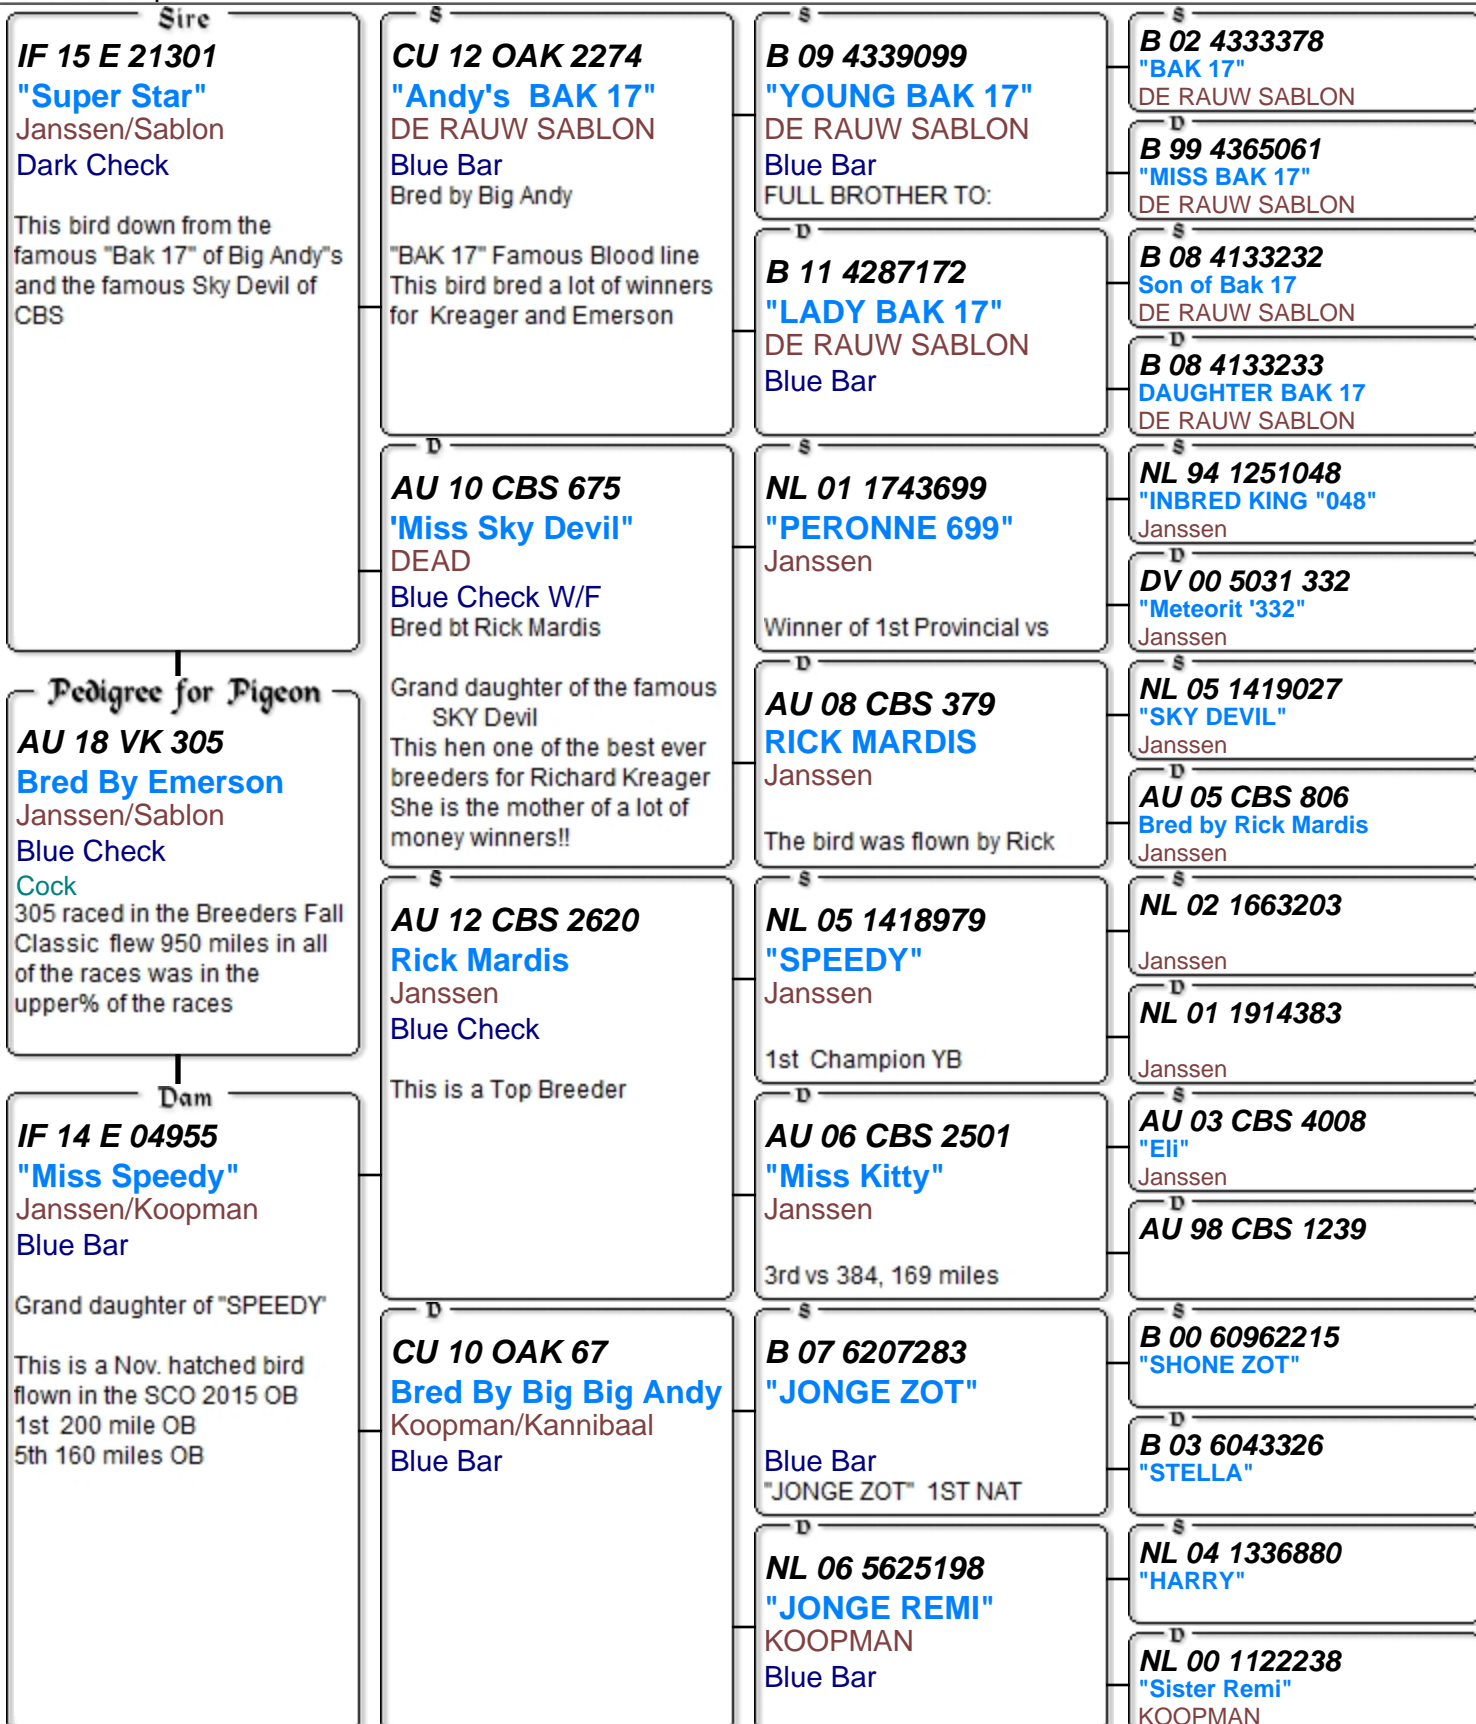 Sire
IF 15 E 21301
"Super Star"
Janssen/Sablon
Dark Check
This bird down from the
famous "Bak 17" of Big Andy"s
and the famous Sky Devil of
CBS
Pedigree for Pigeon
AU 18 VK 305
Bred By Emerson
Janssen/Sablon
Blue Check
Cock
305 raced in the Breeders Fall
Classic flew 950 miles in all
of the races was in the
upper% of the races
Dam
IF 14 E 04955
"Miss Speedy"
Janssen/Koopman
Blue Bar
Grand daughter of "SPEEDY'
This is a Nov. hatched bird
flown in the SCO 2015 OB
1st 200 mile OB
5th 160 miles OB
S
CU 12 OAK 2274
"Andy's BAK 17"
DE RAUW SABLON
Blue Bar
Bred by Big Andy
"BAK 17" Famous Blood line
This bird bred a lot of winners
for Kreager and Emerson
D
AU 10 CBS 675
'Miss Sky Devil"
DEAD
Blue Check W/F
Bred bt Rick Mardis
Grand daughter of the famous
SKY Devil
This hen one of the best ever
breeders for Richard Kreager
She is the mother of a lot of
money winners!!
S
AU 12 CBS 2620
Rick Mardis
Janssen
Blue Check
This is a Top Breeder
D
CU 10 OAK 67
Bred By Big Big Andy
Koopman/Kannibaal
Blue Bar
S
B 09 4339099
"YOUNG BAK 17"
DE RAUW SABLON
Blue Bar
FULL BROTHER TO:
D
B 11 4287172
"LADY BAK 17"
DE RAUW SABLON
Blue Bar
S
NL 01 1743699
"PERONNE 699"
Janssen
Winner of 1st Provincial vs
D
AU 08 CBS 379
RICK MARDIS
Janssen
The bird was flown by Rick
S
NL 05 1418979
"SPEEDY"
Janssen
1st Champion YB
D
AU 06 CBS 2501
"Miss Kitty"
Janssen
3rd vs 384, 169 miles
S
B 07 6207283
"JONGE ZOT"
Blue Bar
"JONGE ZOT" 1ST NAT
D
NL 06 5625198
"JONGE REMI"
KOOPMAN
Blue Bar
S
B 02 4333378
"BAK 17"
DE RAUW SABLON
D
B 99 4365061
"MISS BAK 17"
DE RAUW SABLON
S
B 08 4133232
Son of Bak 17
DE RAUW SABLON
D
B 08 4133233
DAUGHTER BAK 17
DE RAUW SABLON
S
NL 94 1251048
"INBRED KING "048"
Janssen
D
DV 00 5031 332
"Meteorit '332"
Janssen
S
NL 05 1419027
"SKY DEVIL"
Janssen
D
AU 05 CBS 806
Bred by Rick Mardis
Janssen
S
NL 02 1663203
Janssen
D
NL 01 1914383
Janssen
S
AU 03 CBS 4008
"Eli"
Janssen
D
AU 98 CBS 1239
S
B 00 60962215
"SHONE ZOT"
D
B 03 6043326
"STELLA"
S
NL 04 1336880
"HARRY"
D
NL 00 1122238
"Sister Remi"
KOOPMAN